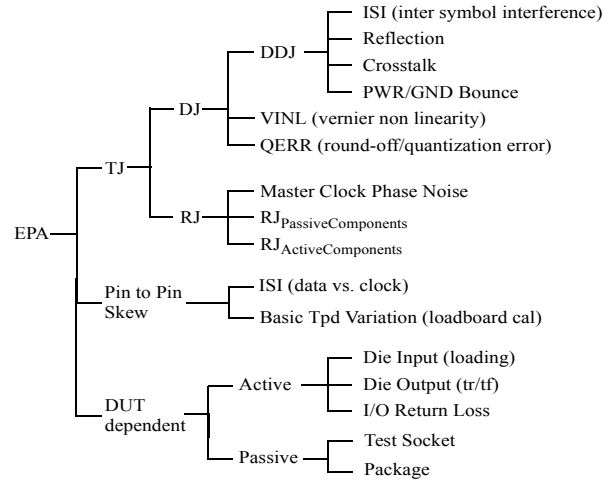 ISI (inter symbol interference)
Reflection
DDJ
Crosstalk
PWR/GND Bounce
DJ
VINL (vernier non linearity)
QERR (round-off/quantization error)
TJ
Master Clock Phase Noise
RJ
RJPassiveComponents
RJActiveComponents
EPA
ISI (data vs. clock)
Pin to Pin
Skew
Basic Tpd Variation (loadboard cal)
Die Input (loading)
Active
Die Output (tr/tf)
I/O Return Loss
DUT
dependent
Test Socket
Passive
Package